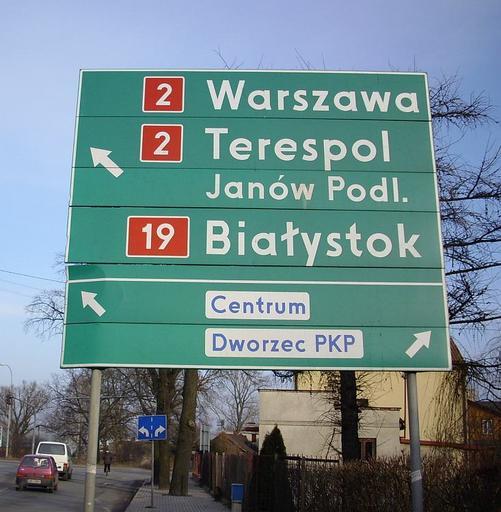 2 Warszawa
2 Terespol
Janów Podl.
19 Białystok
Centrum
Dworzec PKP